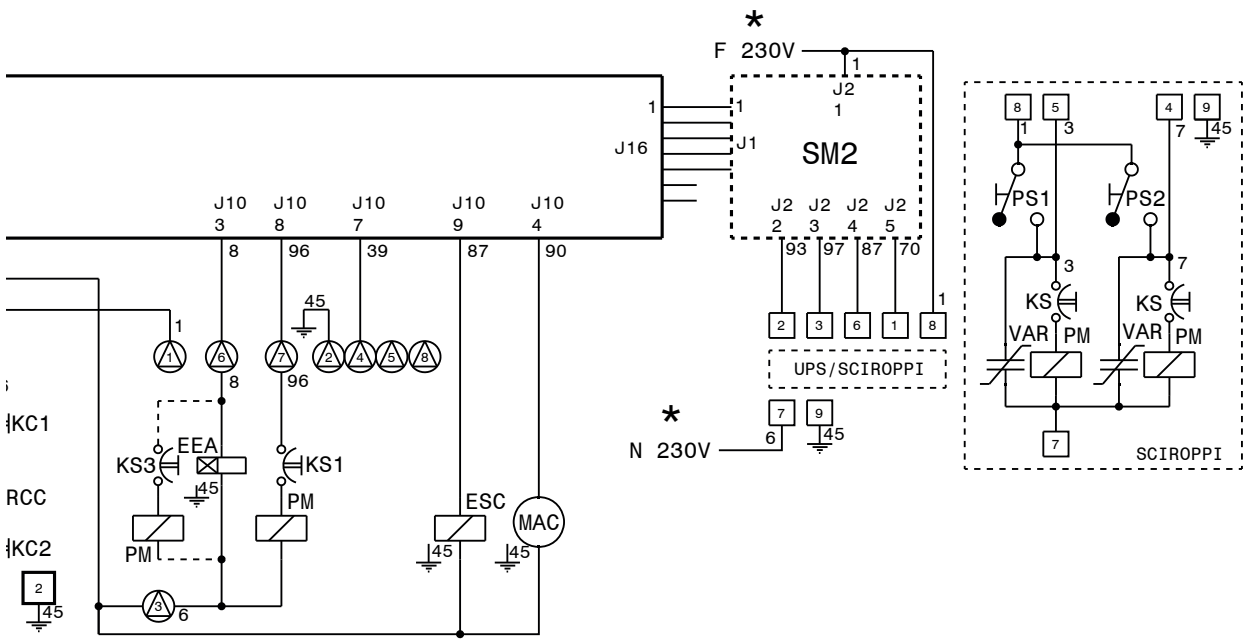 *
F 230V
1
J2
1
8 5 4 9
1 3 7 45
1 1
J16 J1
SM2
PS1 PS2
J10 J10 J10 J10 J10
3 8 7 9 4
8 96 39 87 90
J2 J2 J2 J2
2 3 4 5
93 97 87 70
3 7
KS KS
VAR PM VAR PM
1
45
1
2 3 6 1 8
1 6 7 2 4 5 8
8 96
UPS/SCIROPPI
*
7 9
6 45
N 230V
7
SCIROPPI
KC1
KS3 EEA KS1
45
RCC
PM ESC
MAC
PM
KC2
45 45
2
45
3
6